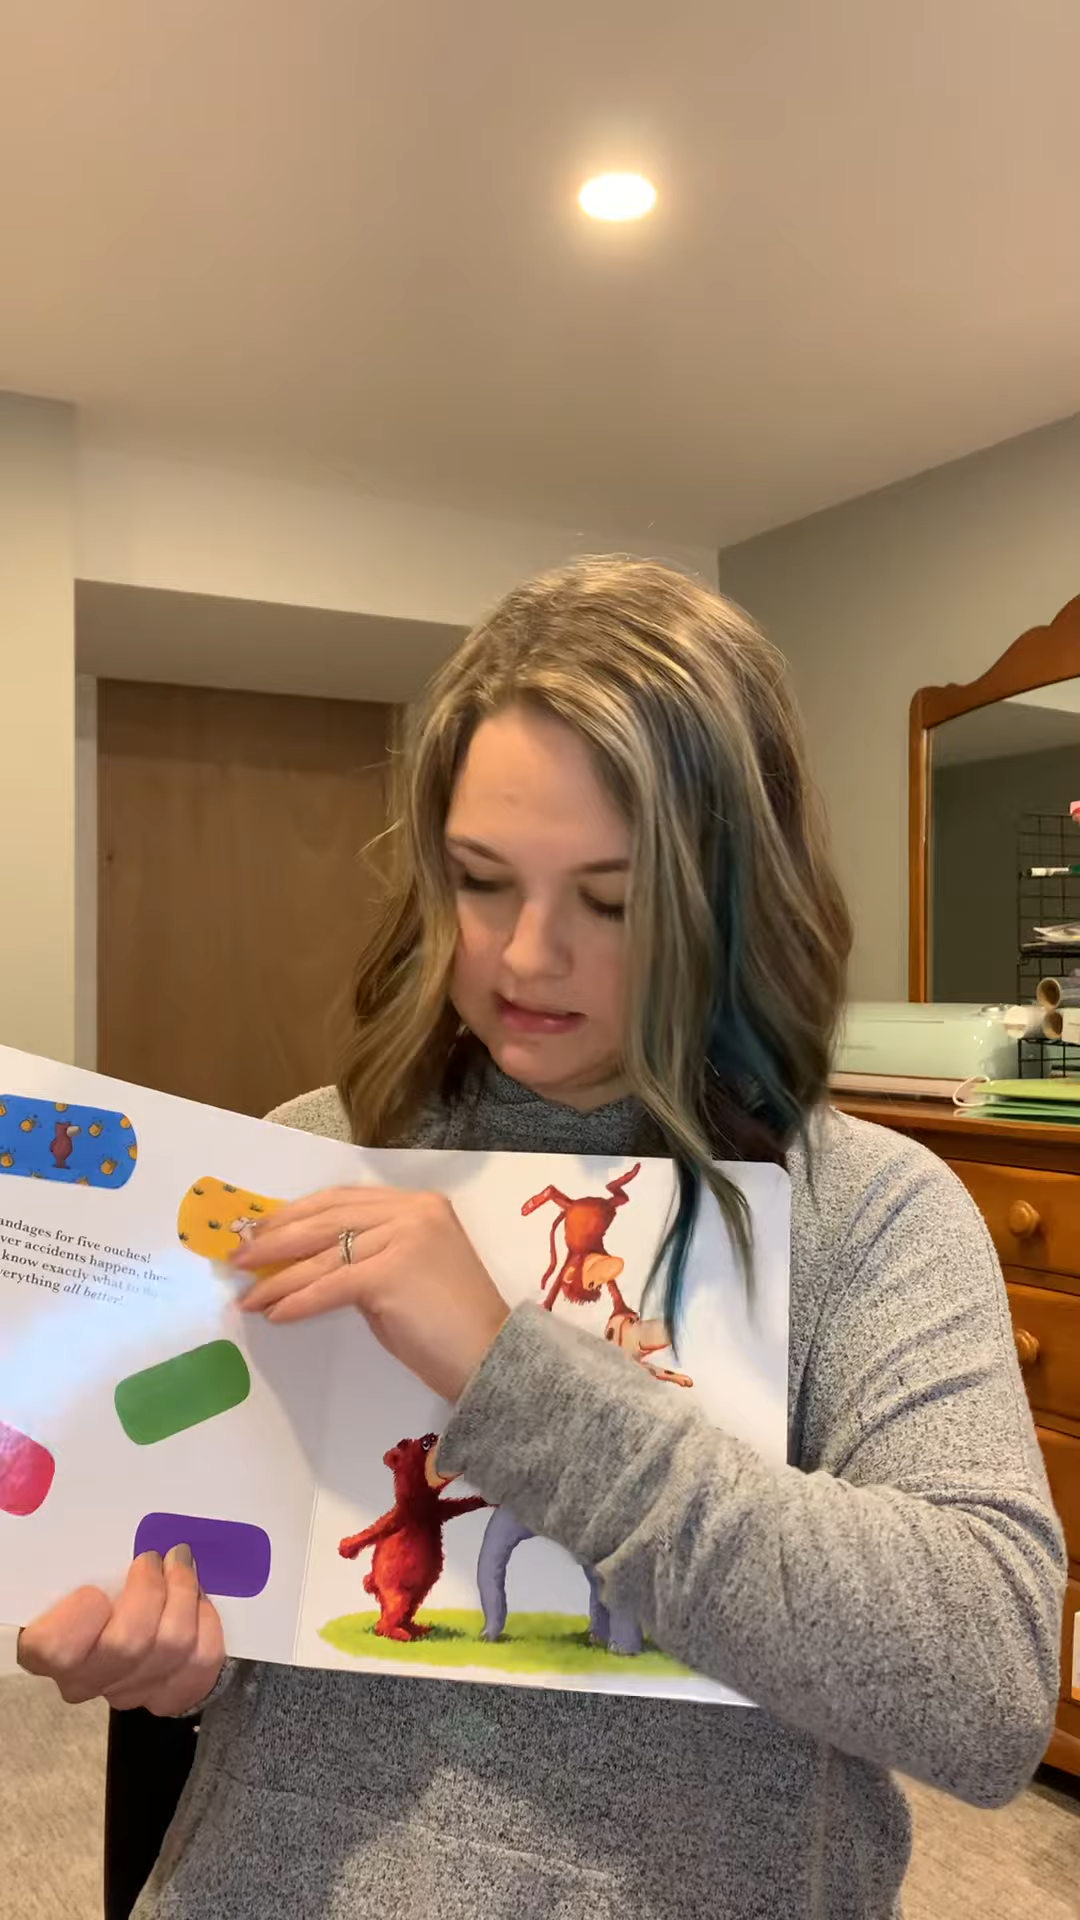 andages for five ouches!
ver accidents happen, the
know exactly what to
verything all better!